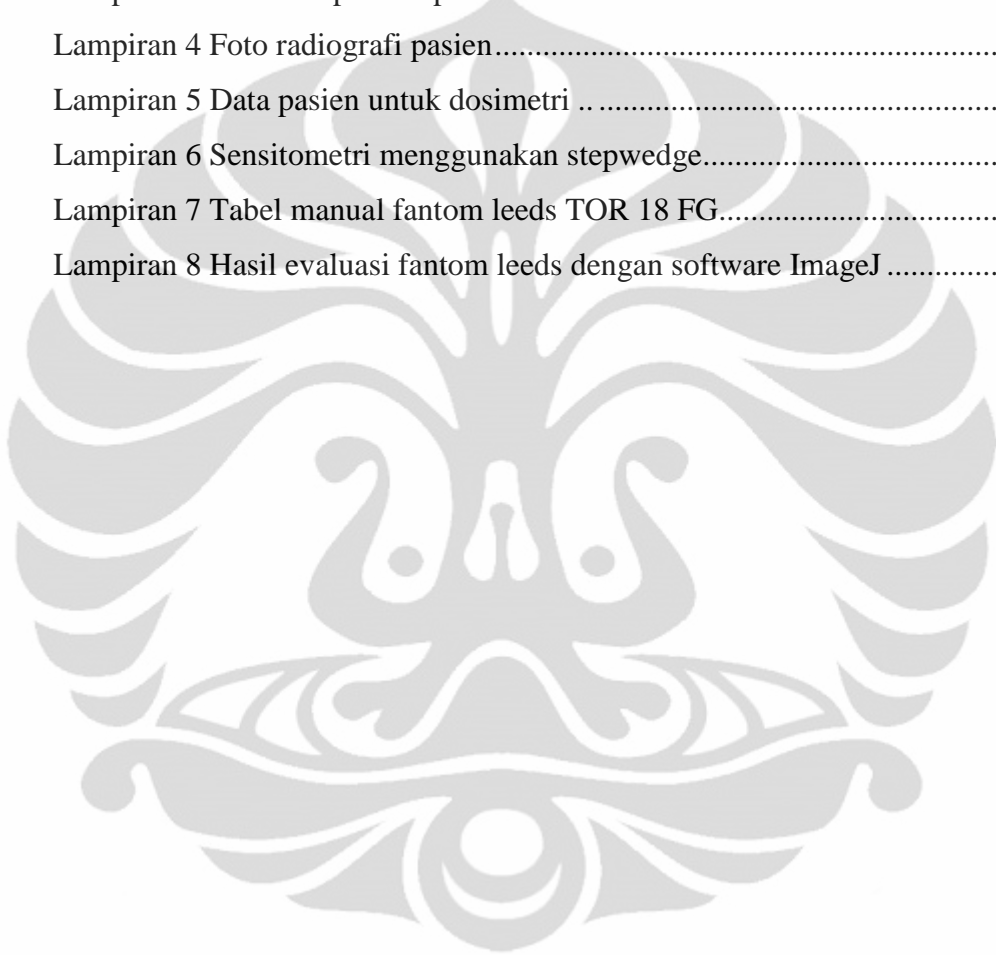 Lampiran 4 Foto radiografi pasien......................................................................
Lampiran 5 Data pasien untuk dosimetri .. ........................................................
Lampiran 6 Sensitometri menggunakan stepwedge.........................................
Lampiran 7 Tabel manual fantom leeds TOR 18 FG.......................................
Lampiran 8 Hasil evaluasi fantom leeds dengan software ImageJ ...............